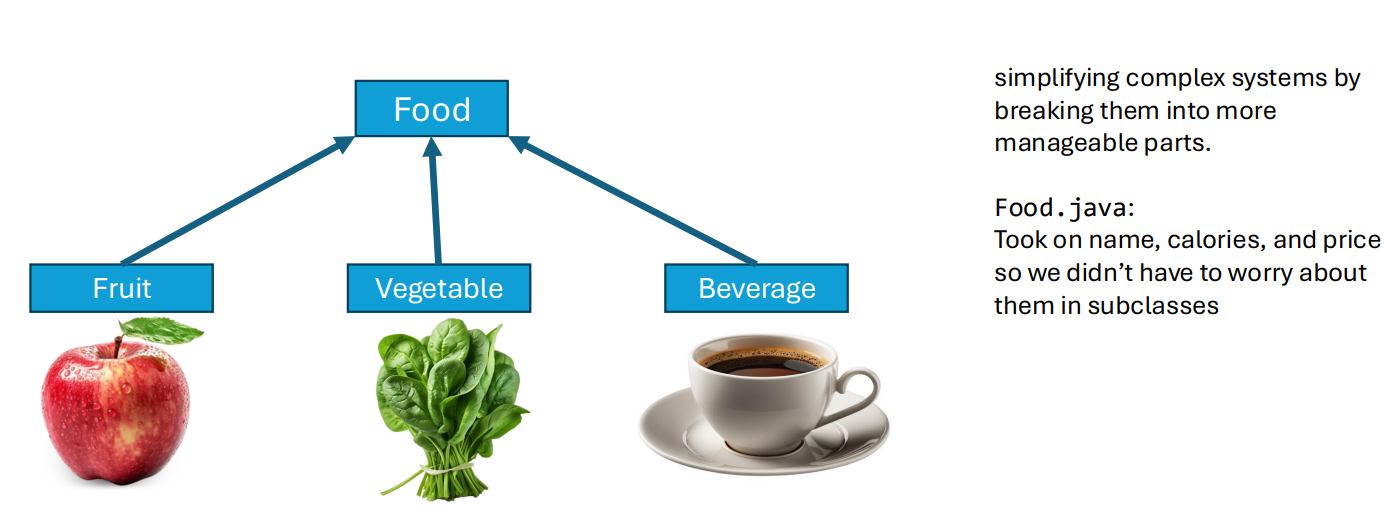 Food
Fruit
Vegetable
Beverage
simplifying complex systems by
breaking them into more
manageable parts.
Food.java:
Took on name, calories, and price
so we didn’t have to worry about
them in subclasses